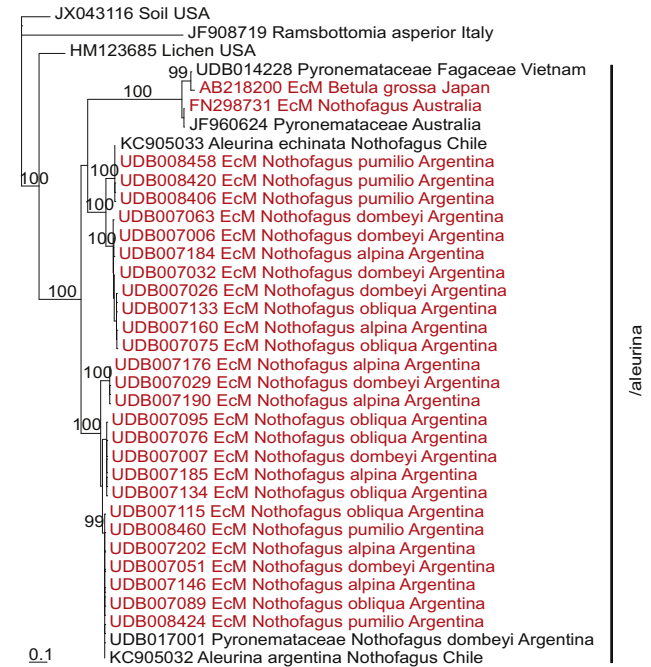 JX043116 Soil USA
JF908719 Ramsbottomia asperior Italy
HM123685 Lichen USA
99 UDB014228 Pyronemataceae Fagaceae Vietnam
AB218200 EcM Betula grossa Japan
100
FN298731 EcM Nothofagus Australia
JF960624 Pyronemataceae Australia
KC905033 Aleurina echinata Nothofagus Chile
UDB008458 EcM Nothofagus pumilio Argentina
100 100 UDB008420 EcM Nothofagus pumilio Argentina
UDB008406 EcM Nothofagus pumilio Argentina
100
UDB007063 EcM Nothofagus dombeyi Argentina
100 UDB007006 EcM Nothofagus dombeyi Argentina
UDB007184 EcM Nothofagus alpina Argentina
UDB007032 EcM Nothofagus dombeyi Argentina
100 UDB007026 EcM Nothofagus dombeyi Argentina
UDB007133 EcM Nothofagus obliqua Argentina
UDB007160 EcM Nothofagus alpina Argentina
UDB007075 EcM Nothofagus obliqua Argentina
/aleurina
UDB007176 EcM Nothofagus alpina Argentina
100 UDB007029 EcM Nothofagus dombeyi Argentina
UDB007190 EcM Nothofagus alpina Argentina
UDB007095 EcM Nothofagus obliqua Argentina
100 UDB007076 EcM Nothofagus obliqua Argentina
UDB007007 EcM Nothofagus dombeyi Argentina
UDB007185 EcM Nothofagus alpina Argentina
UDB007134 EcM Nothofagus obliqua Argentina
UDB007115 EcM Nothofagus obliqua Argentina
99 UDB008460 EcM Nothofagus pumilio Argentina
UDB007202 EcM Nothofagus alpina Argentina
UDB007051 EcM Nothofagus dombeyi Argentina
UDB007146 EcM Nothofagus alpina Argentina
UDB007089 EcM Nothofagus obliqua Argentina
UDB008424 EcM Nothofagus pumilio Argentina
UDB017001 Pyronemataceae Nothofagus dombeyi Argentina
0.1 KC905032 Aleurina argentina Nothofagus Chile